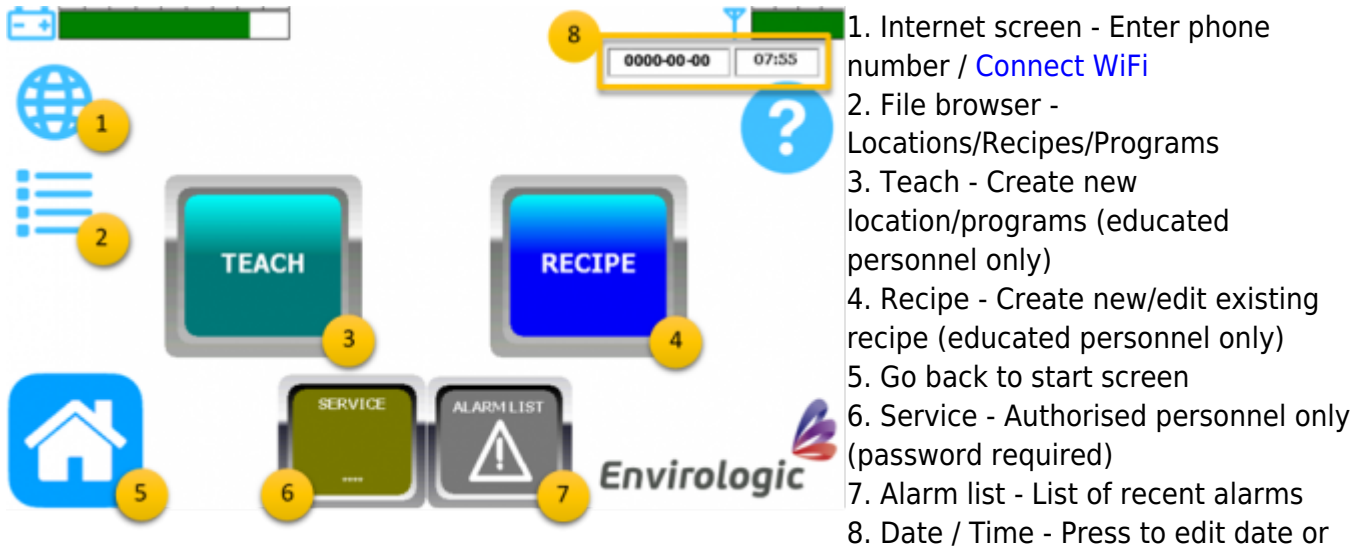 8
0000-00-00 07:55
1
2
TEACH
3
RECIPE
4
5
SERVICE
....
6
ALARM LIST
7
Envirologic
1. Internet screen - Enter phone
number / Connect WiFi
2. File browser -
Locations/Recipes/Programs
3. Teach - Create new
location/programs (educated
personnel only)
4. Recipe - Create new/edit existing
recipe (educated personnel only)
5. Go back to start screen
6. Service - Authorised personnel only
(password required)
7. Alarm list - List of recent alarms
8. Date / Time - Press to edit date or